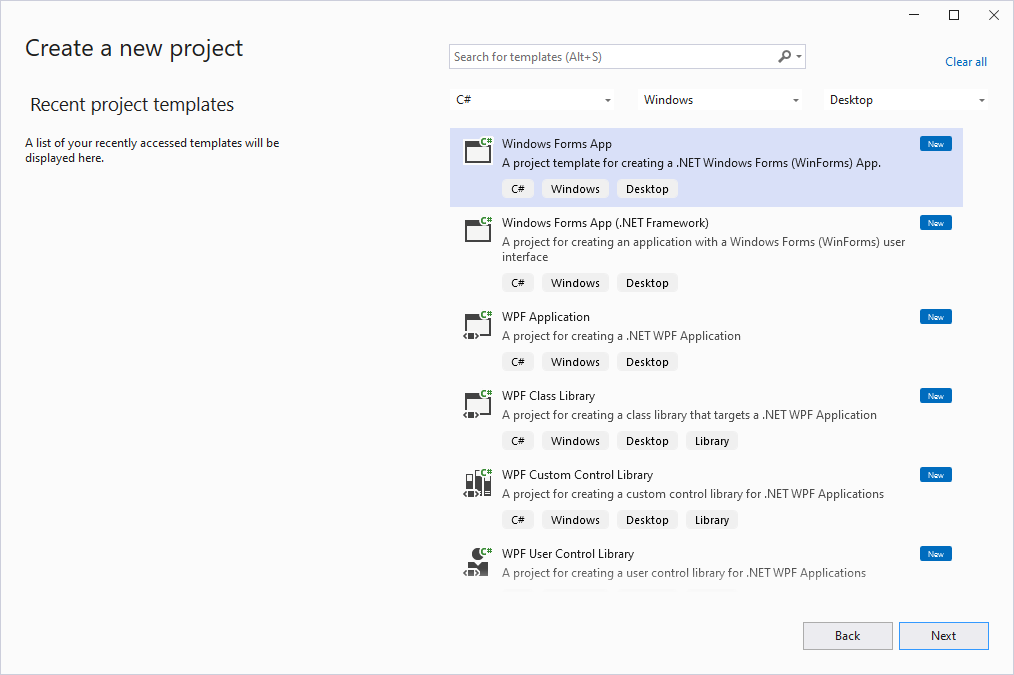 Create a new project
Search for templates (Alt+S)
Clear all
Recent project templates
C#
Windows
Desktop
A list of your recently accessed templates will be
displayed here.
C#
Windows Forms App
New
A project template for creating a .NET Windows Forms (WinForms) App.
C#
Windows
Desktop
C#
Windows Forms App (.NET Framework)
New
A project for creating an application with a Windows Forms (WinForms) user
interface
C#
Windows
Desktop
C#
WPF Application
New
A project for creating a .NET WPF Application
C#
Windows
Desktop
C#
WPF Class Library
New
A project for creating a class library that targets a .NET WPF Application
C#
Windows
Desktop
Library
C#
WPF Custom Control Library
New
A project for creating a custom control library for .NET WPF Applications
C#
Windows
Desktop
Library
C#
WPF User Control Library
New
A project for creating a user control library for .NET WPF Applications
Back
Next